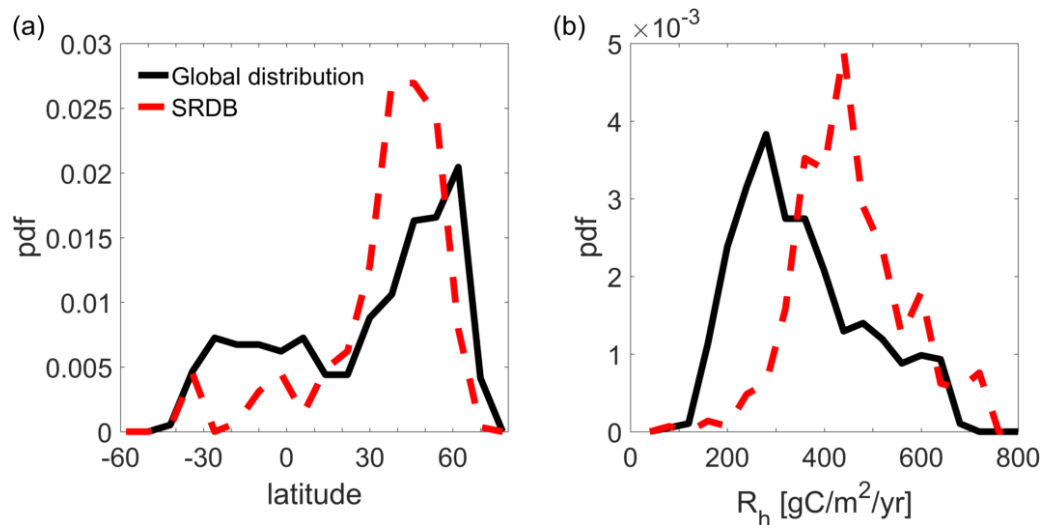 (a)
0.03
0.025
0.02
0.015
0.01
0.005
0
pdf
Global distribution
SRDB
-60 -30 0 30 60
latitude
(b)
×10⁻³
5
4
3
2
1
0
pdf
0 200 400 600 800
R_h [gC/m²/yr]